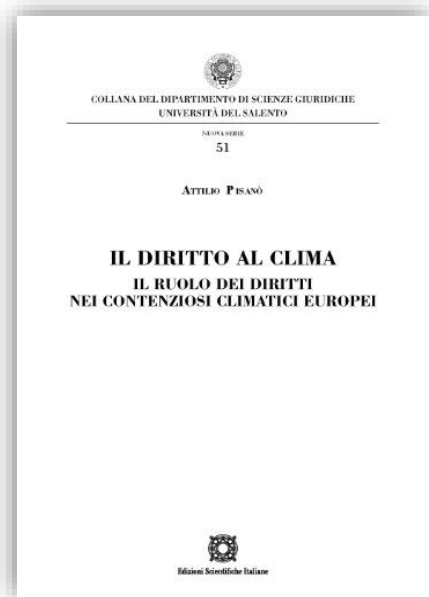 COLLANA DEL DIPARTIMENTO DI SCIENZE GIURIDICHE
UNIVERSITÀ DEL SALENTO
NUOVA SERIE
51
ATTILIO PISANÒ
IL DIRITTO AL CLIMA
IL RUOLO DEI DIRITTI
NEI CONTENZIOSI CLIMATICI EUROPEI
Edizioni Scientifiche Italiane